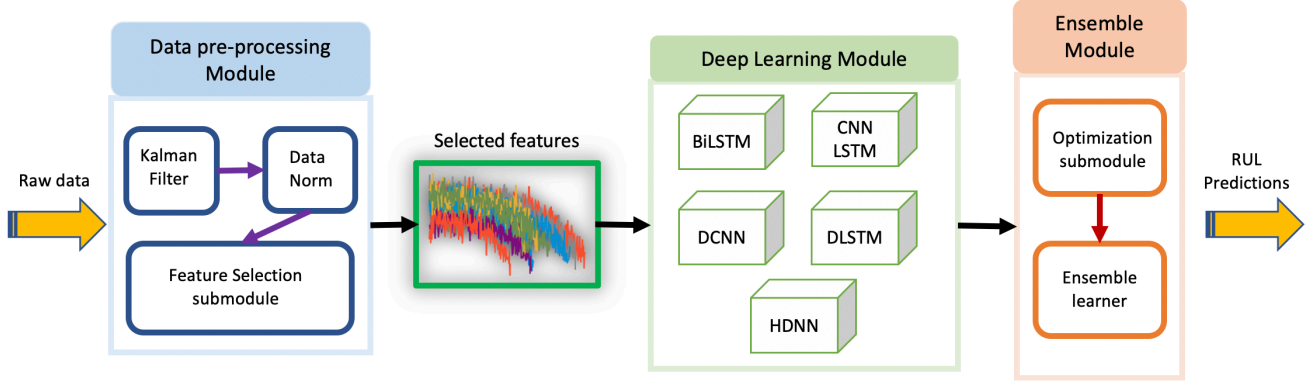 Raw data
Data pre-processing
Module
Kalman
Filter
Data
Norm
Feature Selection
submodule
Selected features
Deep Learning Module
BiLSTM
CNN
LSTM
DCNN
DLSTM
HDNN
Ensemble
Module
Optimization
submodule
Ensemble
learner
RUL
Predictions